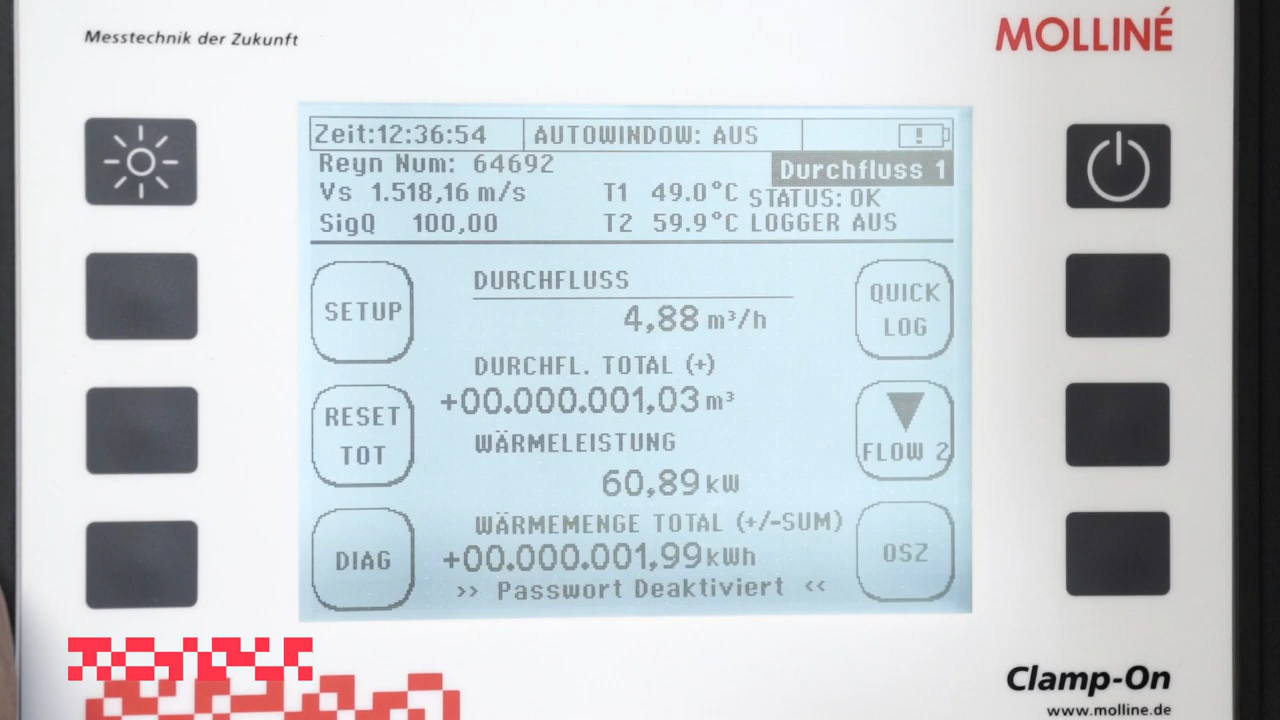 Messtechnik der Zukunft
MOLLINÉ
Zeit:12:36:54 AUTOWINDOW: AUS
Reyn Num: 64692 Durchfluss 1
Vs 1.518,16 m/s T1 49.0°C STATUS: OK
SigQ 100,00 T2 59.9°C LOGGER AUS
DURCHFLUSS
SETUP 4,88 m³/h QUICK LOG
DURCHFL. TOTAL (+)
RESET TOT +00.000.001,03 m³
WÄRMELEISTUNG FLOW 2
60,89 kW
WÄRMEMENGE TOTAL (+/-SUM)
DIAG +00.000.001,99 kWh OSZ
>> Passwort Deaktiviert <<
Clamp-On
www.molline.de